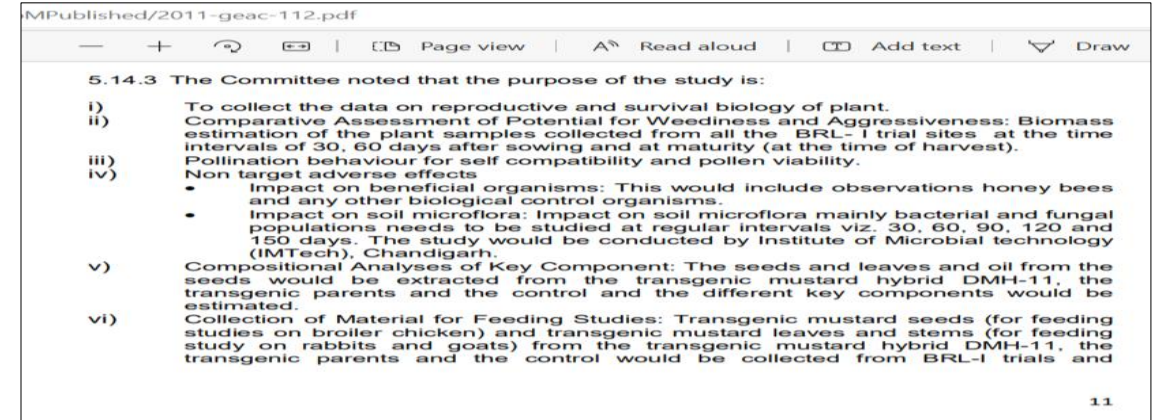 MPublished/2011-geac-112.pdf
Page view | A Read aloud | T Add text | Draw
5.14.3 The Committee noted that the purpose of the study is:
i) To collect the data on reproductive and survival biology of plant.
ii) Comparative Assessment of Potential for Weediness and Aggressiveness: Biomass
estimation of the plant samples collected from all the BRL- I trial sites at the time
intervals of 30, 60 days after sowing and at maturity (at the time of harvest).
iii) Pollination behaviour for self compatibility and pollen viability.
iv) Non target adverse effects
• Impact on beneficial organisms: This would include observations honey bees
and any other biological control organisms.
• Impact on soil microflora: Impact on soil microflora mainly bacterial and fungal
populations needs to be studied at regular intervals viz. 30, 60, 90, 120 and
150 days. The study would be conducted by Institute of Microbial technology
(IMTech), Chandigarh.
v) Compositional Analyses of Key Component: The seeds and leaves and oil from the
seeds would be extracted from the transgenic mustard hybrid DMH-11, the
transgenic parents and the control and the different key components would be
estimated.
vi) Collection of Material for Feeding Studies: Transgenic mustard seeds (for feeding
studies on broiler chicken) and transgenic mustard leaves and stems (for feeding
study on rabbits and goats) from the transgenic mustard hybrid DMH-11, the
transgenic parents and the control would be collected from BRL-I trials and
11